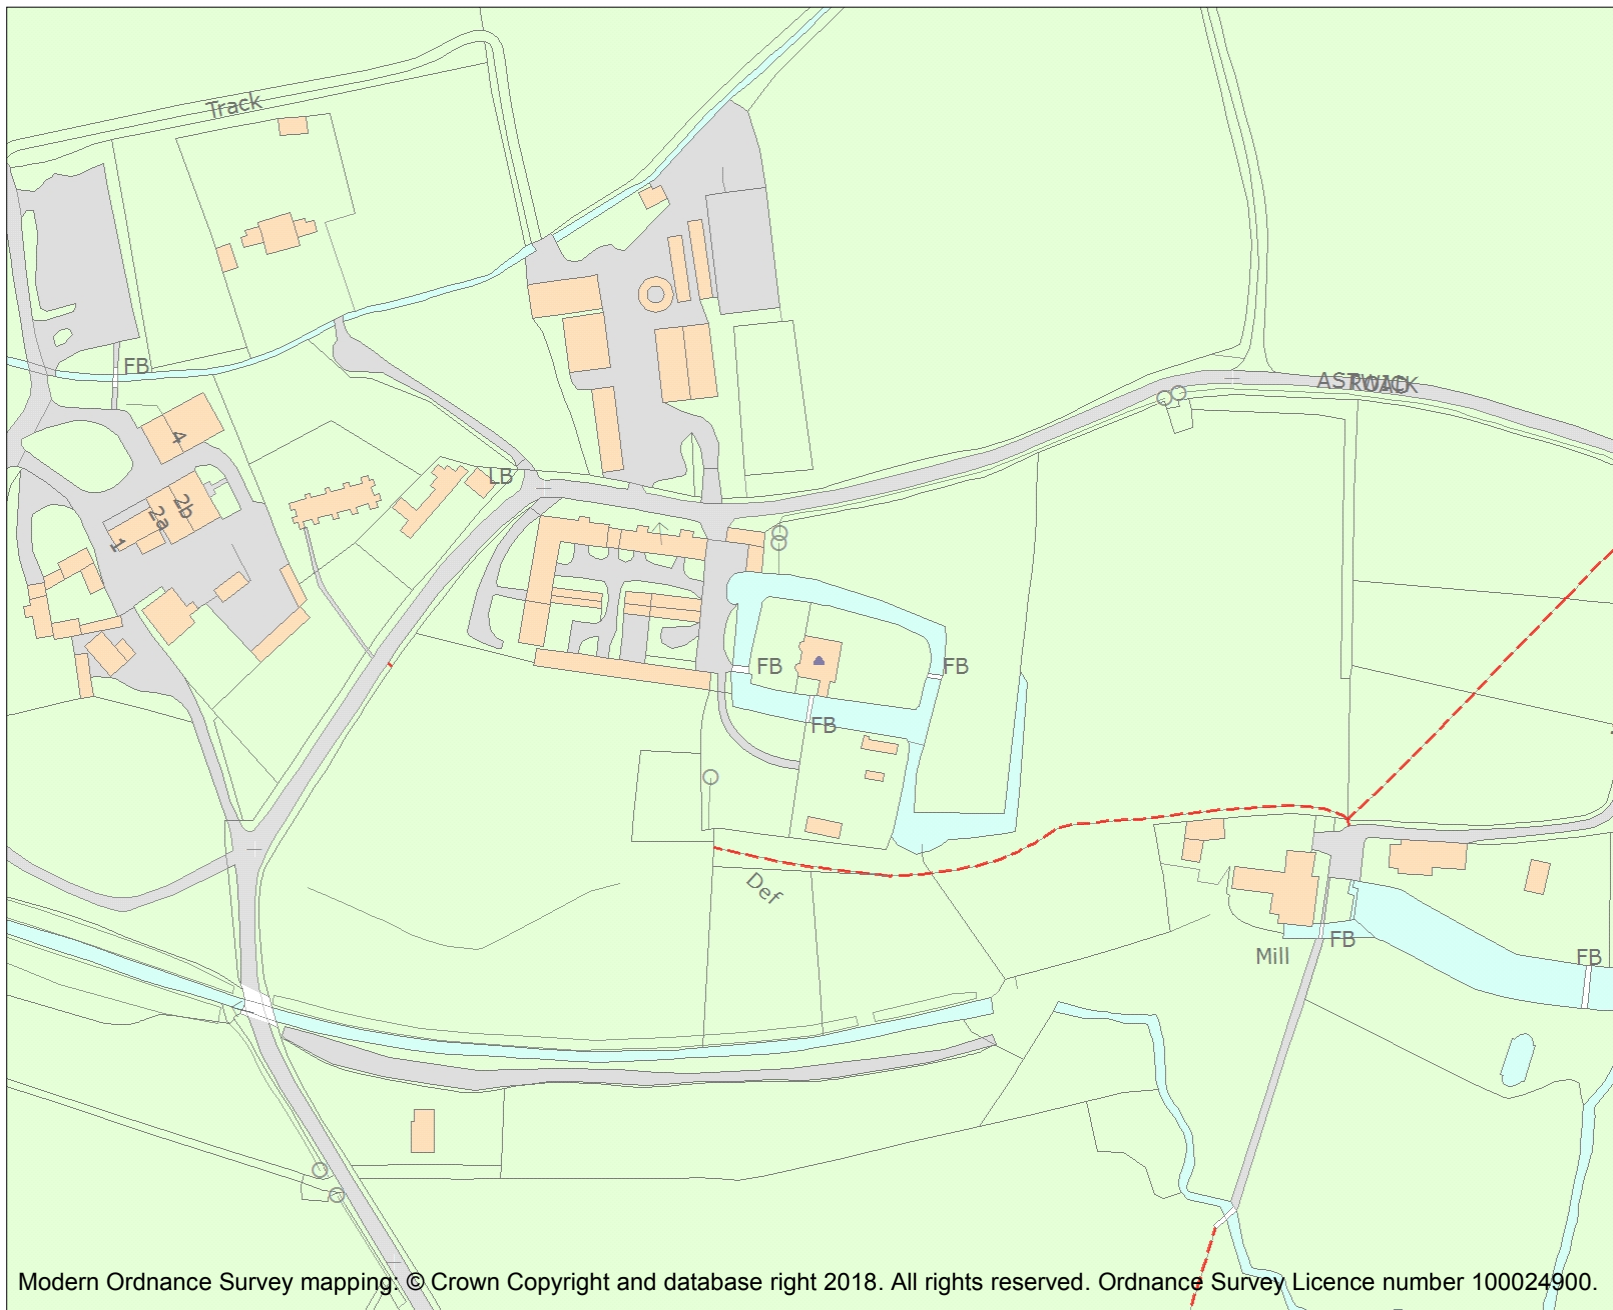 Track
FB
4
LB
2b
2a
1
ASTWICK
ROAD
FB
FB
FB
Def
Mill
FB
FB
Modern Ordnance Survey mapping: © Crown Copyright and database right 2018. All rights reserved. Ordnance Survey Licence number 100024900.